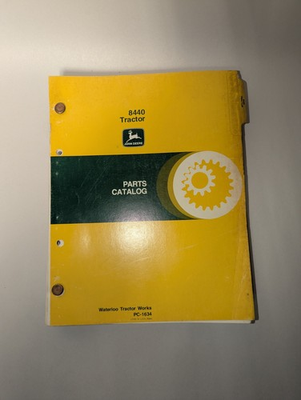 8440
Tractor
JOHN DEERE
PARTS
CATALOG
Waterloo Tractor Works
PC-1634